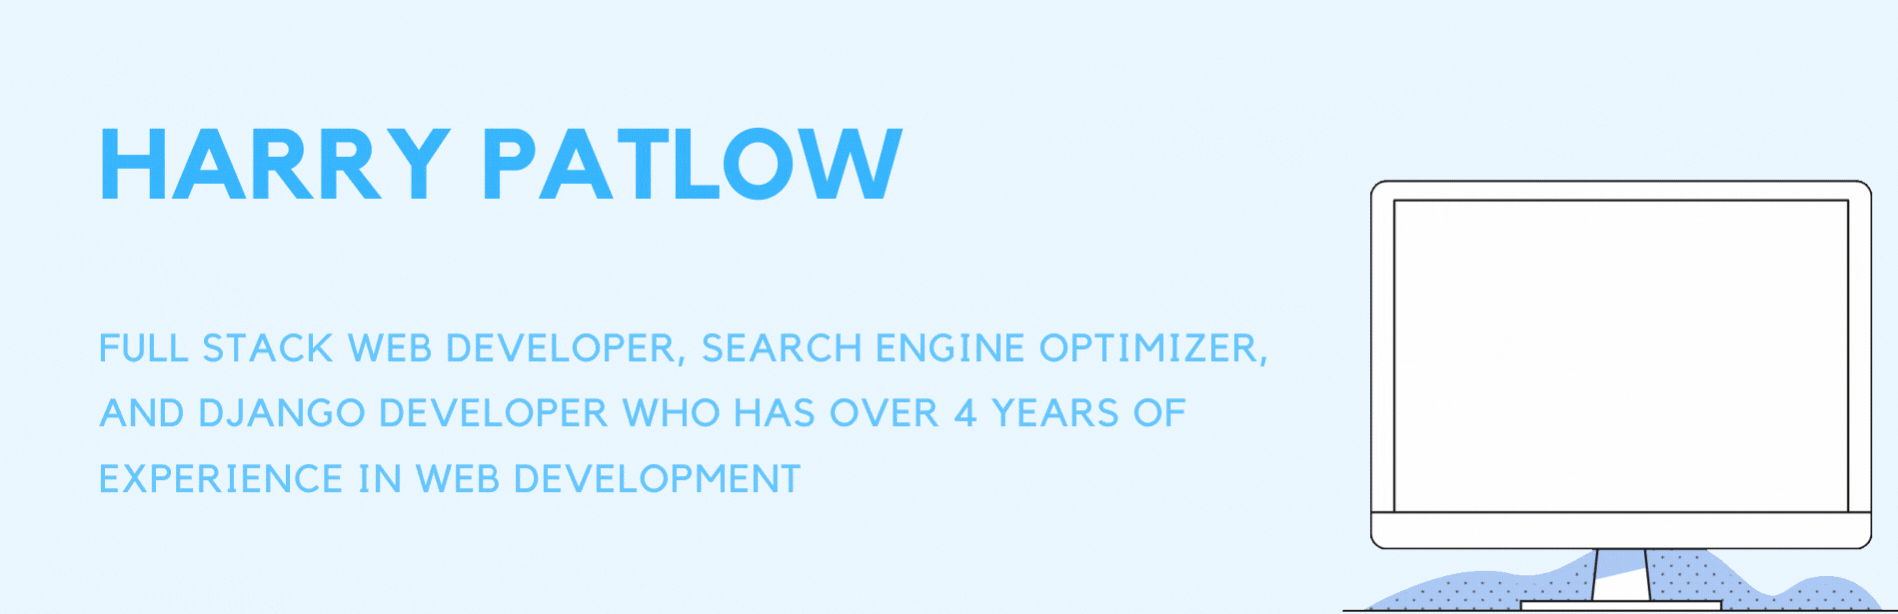 HARRY PATLOW
FULL STACK WEB DEVELOPER, SEARCH ENGINE OPTIMIZER,
AND DJANGO DEVELOPER WHO HAS OVER 4 YEARS OF
EXPERIENCE IN WEB DEVELOPMENT